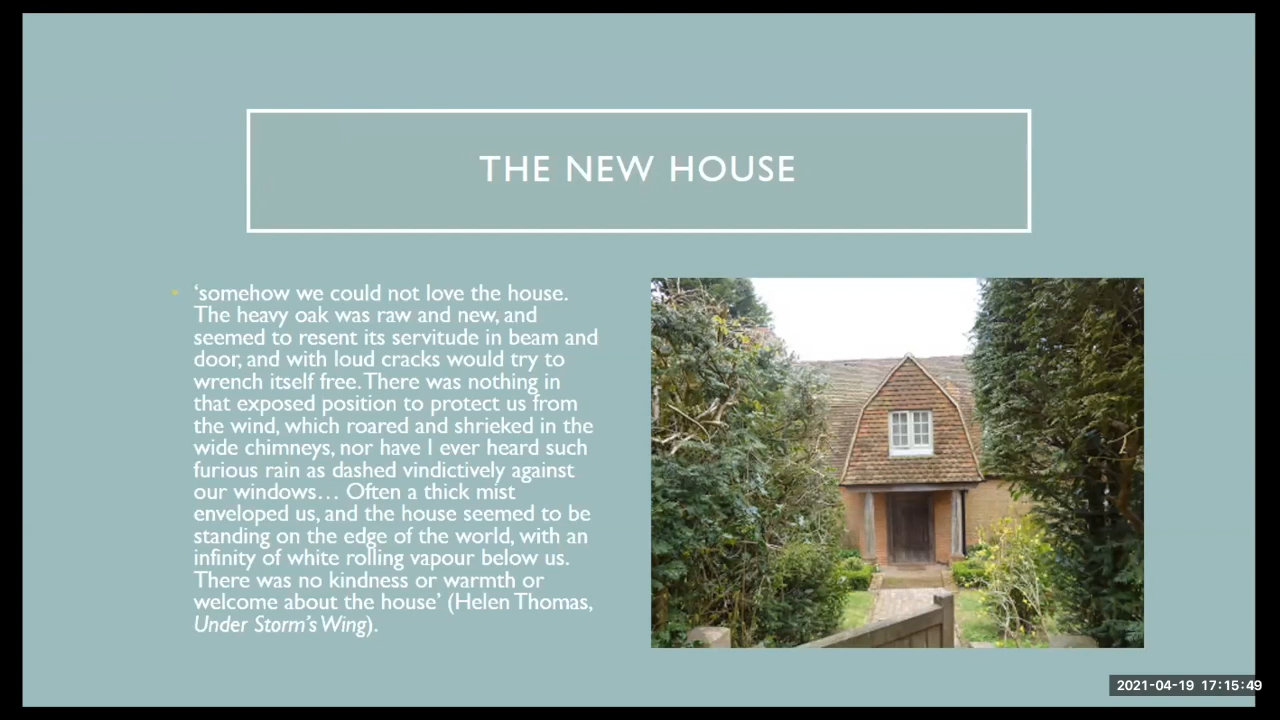 THE NEW HOUSE
‘somehow we could not love the house.
The heavy oak was raw and new, and
seemed to resent its servitude in beam and
door, and with loud cracks would try to
wrench itself free. There was nothing in
that exposed position to protect us from
the wind, which roared and shrieked in the
wide chimneys, nor have I ever heard such
furious rain as dashed vindictively against
our windows… Often a thick mist
enveloped us, and the house seemed to be
standing on the edge of the world, with an
infinity of white rolling vapour below us.
There was no kindness or warmth or
welcome about the house’ (Helen Thomas,
Under Storm’s Wing).
2021-04-19 17:15:49